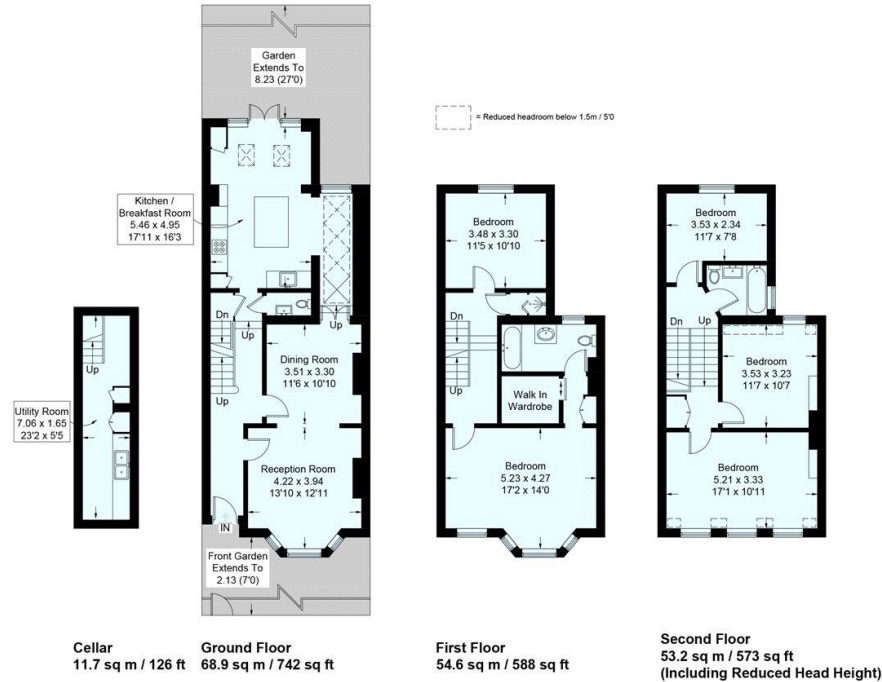 Garden
Extends To
8.23 (27'0)
= Reduced headroom below 1.5m / 5'0
Kitchen /
Breakfast Room
5.46 x 4.95
17'11 x 16'3
Dn
Up
Up
Up
Dining Room
3.51 x 3.30
11'6 x 10'10
Reception Room
4.22 x 3.94
13'10 x 12'11
IN
Front Garden
Extends To
2.13 (7'0)
Up
Utility Room
7.06 x 1.65
23'2 x 5'5
Bedroom
3.48 x 3.30
11'5 x 10'10
Dn
Up
Walk In
Wardrobe
Bedroom
5.23 x 4.27
17'2 x 14'0
Bedroom
3.53 x 2.34
11'7 x 7'8
Dn
Up
Bedroom
3.53 x 3.23
11'7 x 10'7
Bedroom
5.21 x 3.33
17'1 x 10'11
Cellar
11.7 sq m / 126 sq ft
Ground Floor
68.9 sq m / 742 sq ft
First Floor
54.6 sq m / 588 sq ft
Second Floor
53.2 sq m / 573 sq ft
(Including Reduced Head Height)